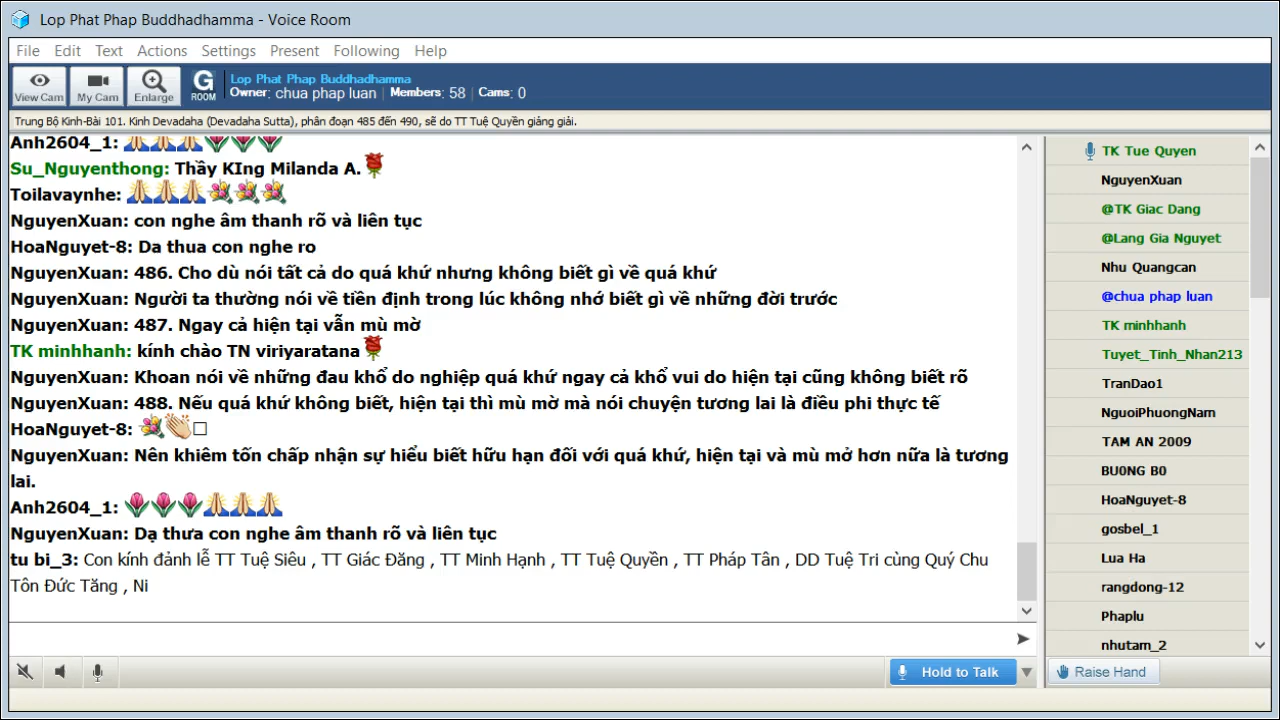 Lop Phat Phap Buddhadhamma - Voice Room
File Edit Text Actions Settings Present Following Help
View Cam My Cam Enlarge G ROOM
Lop Phat Phap Buddhadhamma
Owner: chua phap luan | Members: 58 | Cams: 0
Trung Bộ Kinh-Bài 101. Kinh Devadaha (Devadaha Sutta), phân đoạn 485 đến 490, sẽ do TT Tuệ Quyền giảng giải.
Anh2604_1: 🙏🙏🙏🌷🌷🌷
Su_Nguyenthong: Thầy KIng Milanda A.🌹
Toilavaynhe: 🙏🙏🙏💐💐💐
NguyenXuan: con nghe âm thanh rõ và liên tục
HoaNguyet-8: Da thua con nghe ro
NguyenXuan: 486. Cho dù nói tất cả do quá khứ nhưng không biết gì về quá khứ
NguyenXuan: Người ta thường nói về tiền định trong lúc không nhớ biết gì về những đời trước
NguyenXuan: 487. Ngay cả hiện tại vẫn mù mờ
TK minhhanh: kính chào TN viriyaratana🌹
NguyenXuan: Khoan nói về những đau khổ do nghiệp quá khứ ngay cả khổ vui do hiện tại cũng không biết rõ
NguyenXuan: 488. Nếu quá khứ không biết, hiện tại thì mù mờ mà nói chuyện tương lai là điều phi thực tế
HoaNguyet-8: 💐👏□
NguyenXuan: Nên khiêm tốn chấp nhận sự hiểu biết hữu hạn đối với quá khứ, hiện tại và mù mở hơn nữa là tương
lai.
Anh2604_1: 🌷🌷🌷🙏🙏🙏
NguyenXuan: Dạ thưa con nghe âm thanh rõ và liên tục
tu bi_3: Con kính đảnh lễ TT Tuệ Siêu , TT Giác Đăng , TT Minh Hạnh , TT Tuệ Quyền , TT Pháp Tân , DD Tuệ Tri cùng Quý Chu
Tôn Đức Tăng , Ni
TK Tue Quyen
NguyenXuan
@TK Giac Dang
@Lang Gia Nguyet
Nhu Quangcan
@chua phap luan
TK minhhanh
Tuyet_Tinh_Nhan213
TranDao1
NguoiPhuongNam
TAM AN 2009
BU0NG B0
HoaNguyet-8
gosbel_1
Lua Ha
rangdong-12
Phaplu
nhutam_2
Hold to Talk
Raise Hand